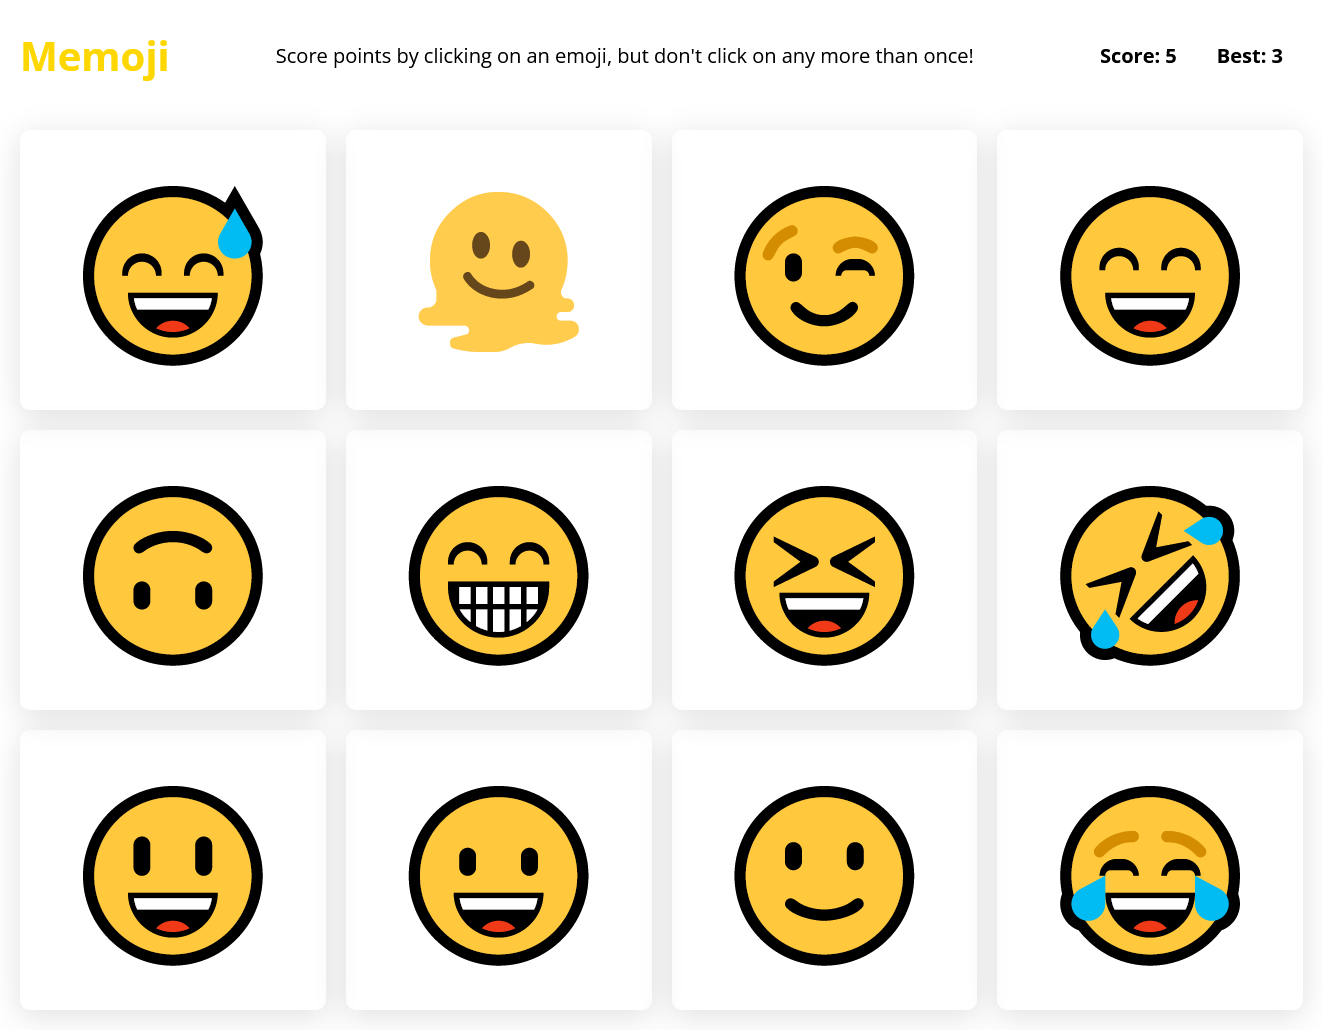 Memoji
Score points by clicking on an emoji, but don't click on any more than once!
Score: 5
Best: 3